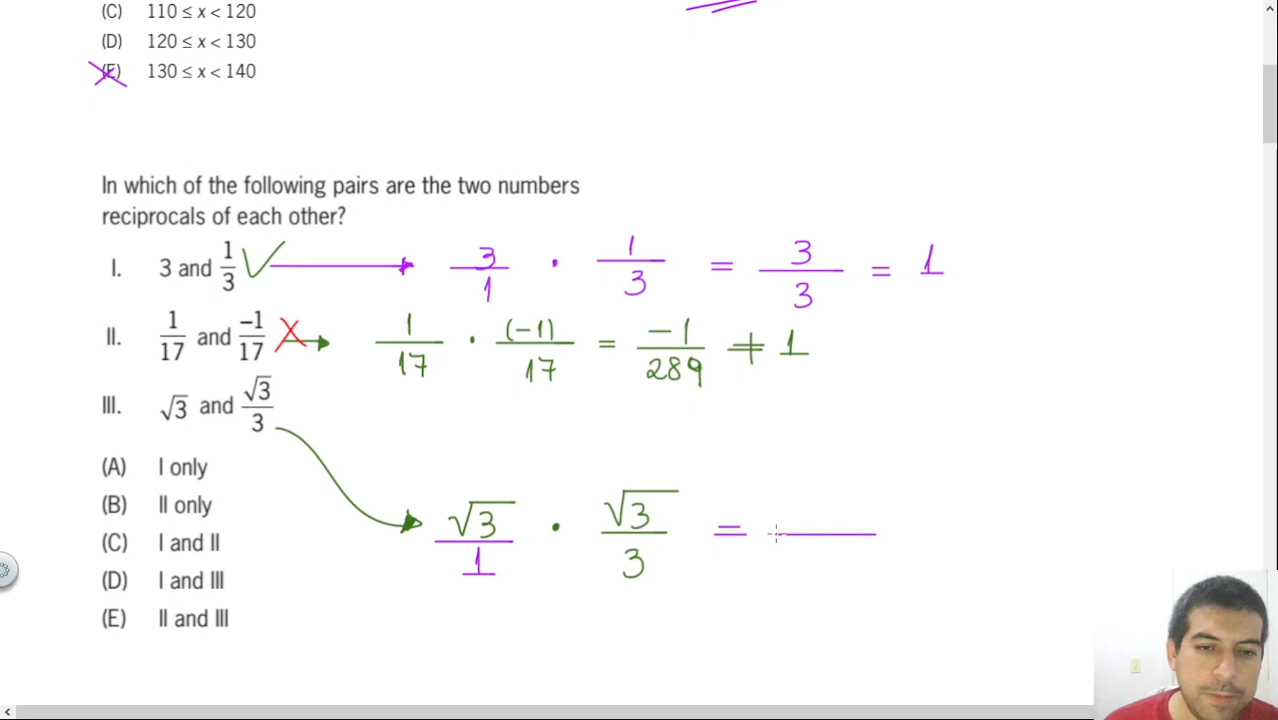 (C) 110 ≤ x < 120
(D) 120 ≤ x < 130
(E) 130 ≤ x < 140
In which of the following pairs are the two numbers
reciprocals of each other?
I. 3 and 1/3 ✓ → 3/1 · 1/3 = 3/3 = 1
II. 1/17 and -1/17 X → 1/17 · (-1)/17 = -1/289 ≠ 1
III. √3 and √3/3
(A) I only
(B) II only
(C) I and II
(D) I and III
(E) II and III
√3/1 · √3/3 =